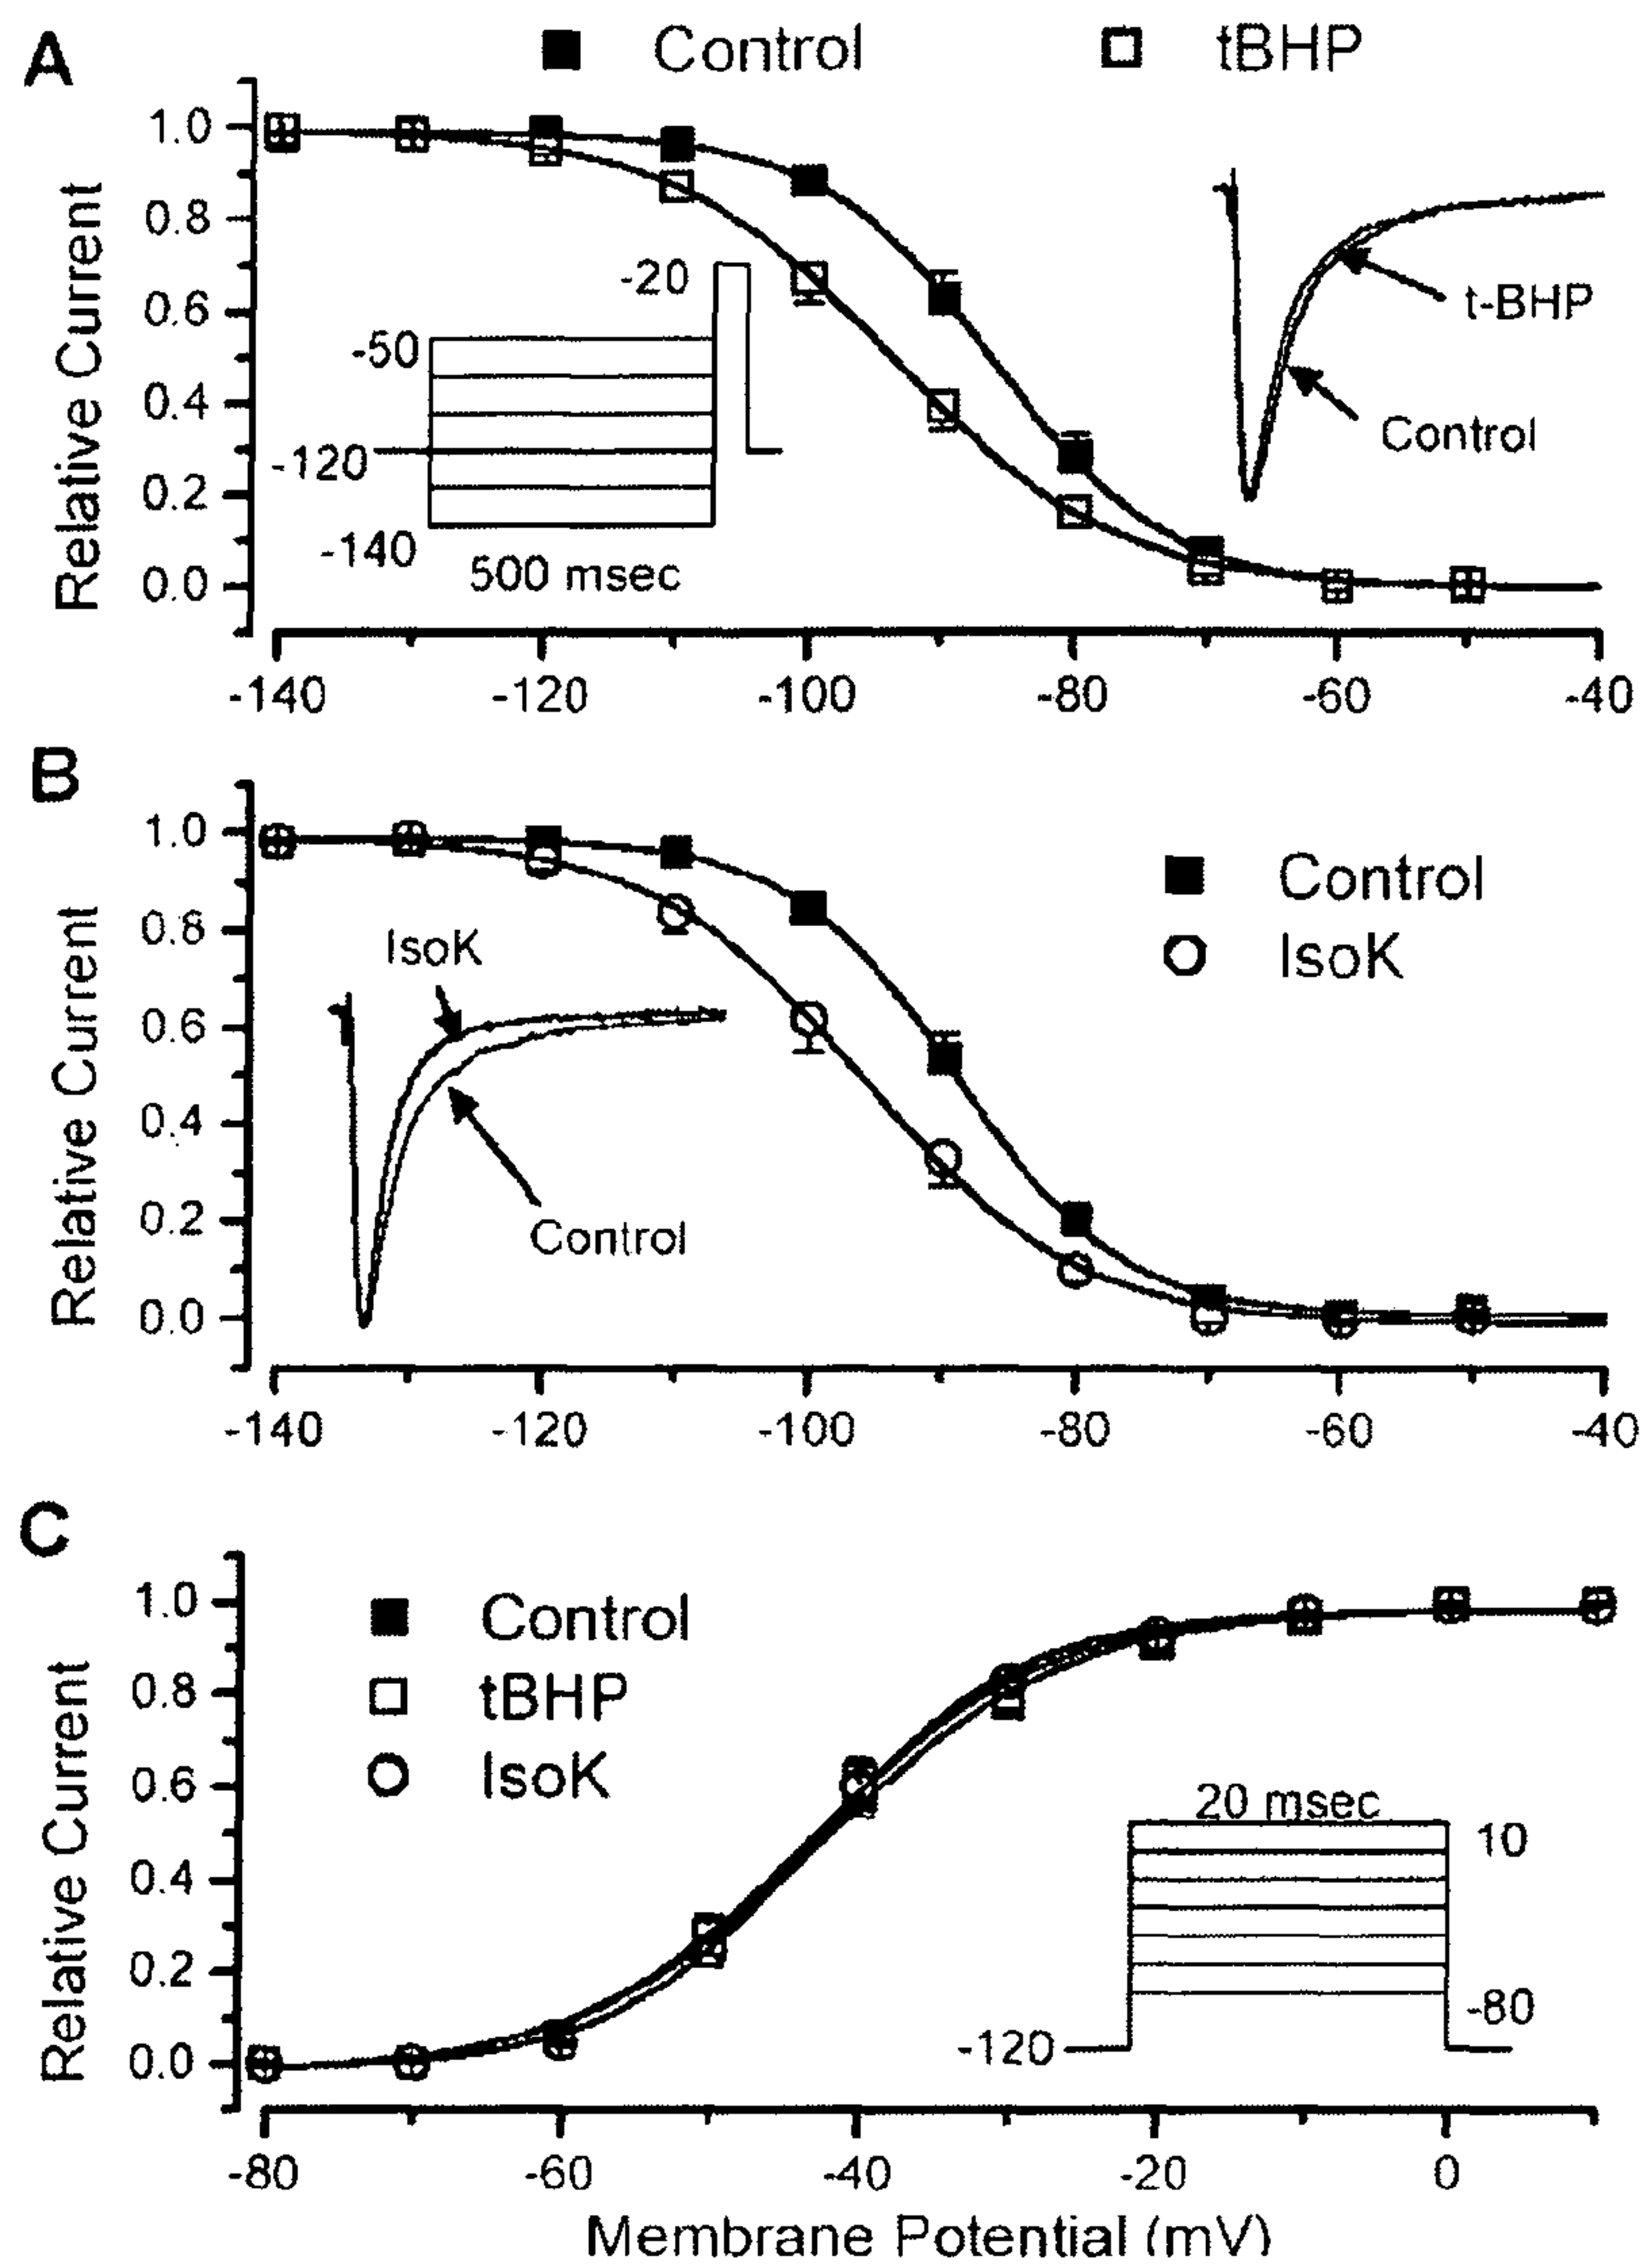 A
Control
tBHP
Relative Current
1.0
0.8
0.6
0.4
0.2
0.0
-20
-50
-120
-140
500 msec
t-BHP
Control
-140
-120
-100
-80
-60
-40
B
Relative Current
1.0
0.8
0.6
0.4
0.2
0.0
IsoK
Control
Control
IsoK
-140
-120
-100
-80
-60
-40
C
Relative Current
1.0
0.8
0.6
0.4
0.2
0.0
Control
tBHP
IsoK
20 msec
10
-80
-120
-80
-60
-40
-20
0
Membrane Potential (mV)